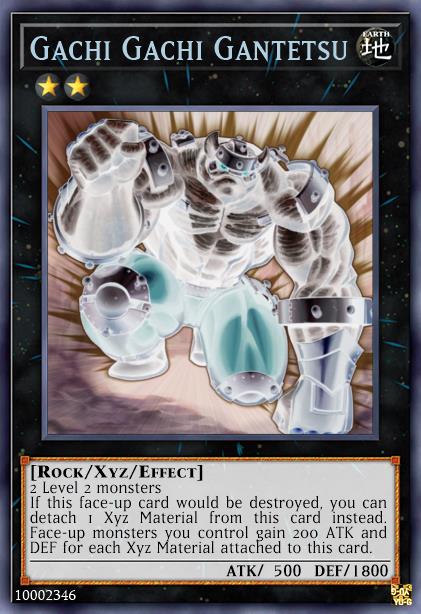 GACHI GACHI GANTETSU
EARTH
地
[ROCK/XYZ/EFFECT]
2 Level 2 monsters
If this face-up card would be destroyed, you can
detach 1 Xyz Material from this card instead.
Face-up monsters you control gain 200 ATK and
DEF for each Xyz Material attached to this card.
ATK/ 500 DEF/1800
10002346